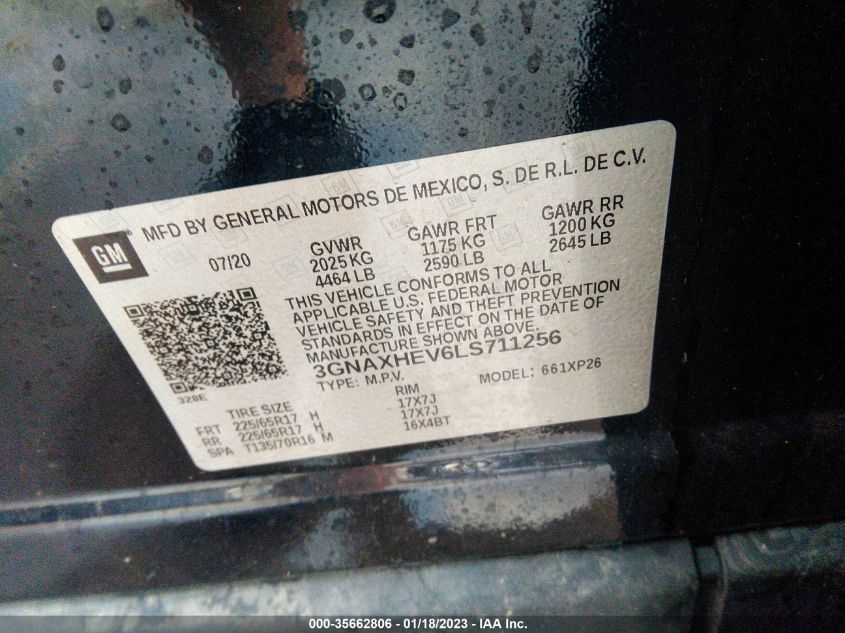 MFD BY GENERAL MOTORS DE MEXICO, S. DE R.L. DE C.V.
GM
07/20
GVWR GAWR FRT GAWR RR
2025 KG 1175 KG 1200 KG
4464 LB 2590 LB 2645 LB
THIS VEHICLE CONFORMS TO ALL
APPLICABLE U.S. FEDERAL MOTOR
VEHICLE SAFETY AND THEFT PREVENTION
STANDARDS IN EFFECT ON THE DATE OF
MANUFACTURE SHOWN ABOVE.
3GNAXHEV6LS711256
TYPE: M.P.V. MODEL: 661XP26
328E
TIRE SIZE RIM
FRT 225/65R17 H 17X7J
RR 225/65R17 H 17X7J
SPA T135/70R16 M 16X4BT
000-35662806 - 01/18/2023 - IAA Inc.